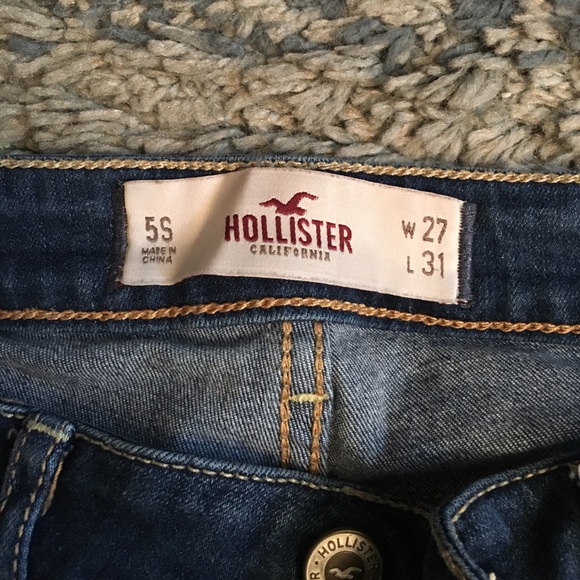 5S
MADE IN
CHINA
HOLLISTER
CALIFORNIA
W 27
L 31
HOLLISTER